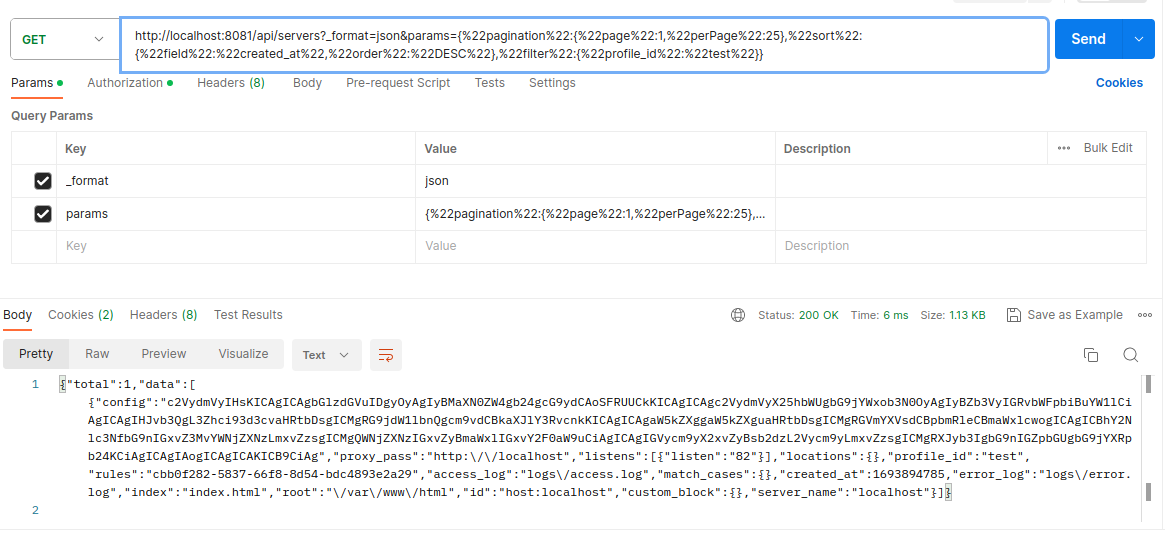 GET
http://localhost:8081/api/servers?_format=json&params={%22pagination%22:{%22page%22:1,%22perPage%22:25},%22sort%22:
{%22field%22:%22created_at%22,%22order%22:%22DESC%22},%22filter%22:{%22profile_id%22:%22test%22}}
Send
Params Authorization Headers (8) Body Pre-request Script Tests Settings Cookies
Query Params
Key Value Description Bulk Edit
_format json
params {%22pagination%22:{%22page%22:1,%22perPage%22:25},...
Key Value Description
Body Cookies (2) Headers (8) Test Results Status: 200 OK Time: 6 ms Size: 1.13 KB Save as Example
Pretty Raw Preview Visualize Text
1 {"total":1,"data":[
{"config":"c2VydmVyIHsKICAgICAgbGlzdGVuIDgyOyAgIyBMaXN0ZW4gb24gcG9ydCAoSFRUUCkKICAgICAgc2VydmVyX25hbWUgbG9jYWxob3N0OyAgIyBZb3VyIGRvbWFpbiBuYW1lCi
AgICAgIHJvb3QgL3Zhci93d3cvaHRtbDsgICMgRG9jdW1lbnQgcm9vdCBkaXJlY3RvcnkKICAgICAgaW5kZXggaW5kZXguaHRtbDsgICMgRGVmYXVsdCBpbmRleCBmaWxlcwogICAgICBhY2N
lc3NfbG9nIGxvZ3MvYWNjZXNzLmxvZzsgICMgQWNjZXNzIGxvZyBmaWxlIGxvY2F0aW9uCiAgICAgIGVycm9yX2xvZyBsb2dzL2Vycm9yLmxvZzsgICMgRXJyb3IgbG9nIGZpbGUgbG9jYXRpb
24KCiAgICAgIAogICAgICAKICB9CiAg","proxy_pass":"http:\/\/localhost","listens":[{"listen":"82"}],"locations":{},"profile_id":"test",
"rules":"cbb0f282-5837-66f8-8d54-bdc4893e2a29","access_log":"logs\/access.log","match_cases":{},"created_at":1693894785,"error_log":"logs\/error.
log","index":"index.html","root":"\/var\/www\/html","id":"host:localhost","custom_block":{},"server_name":"localhost"}]}
2